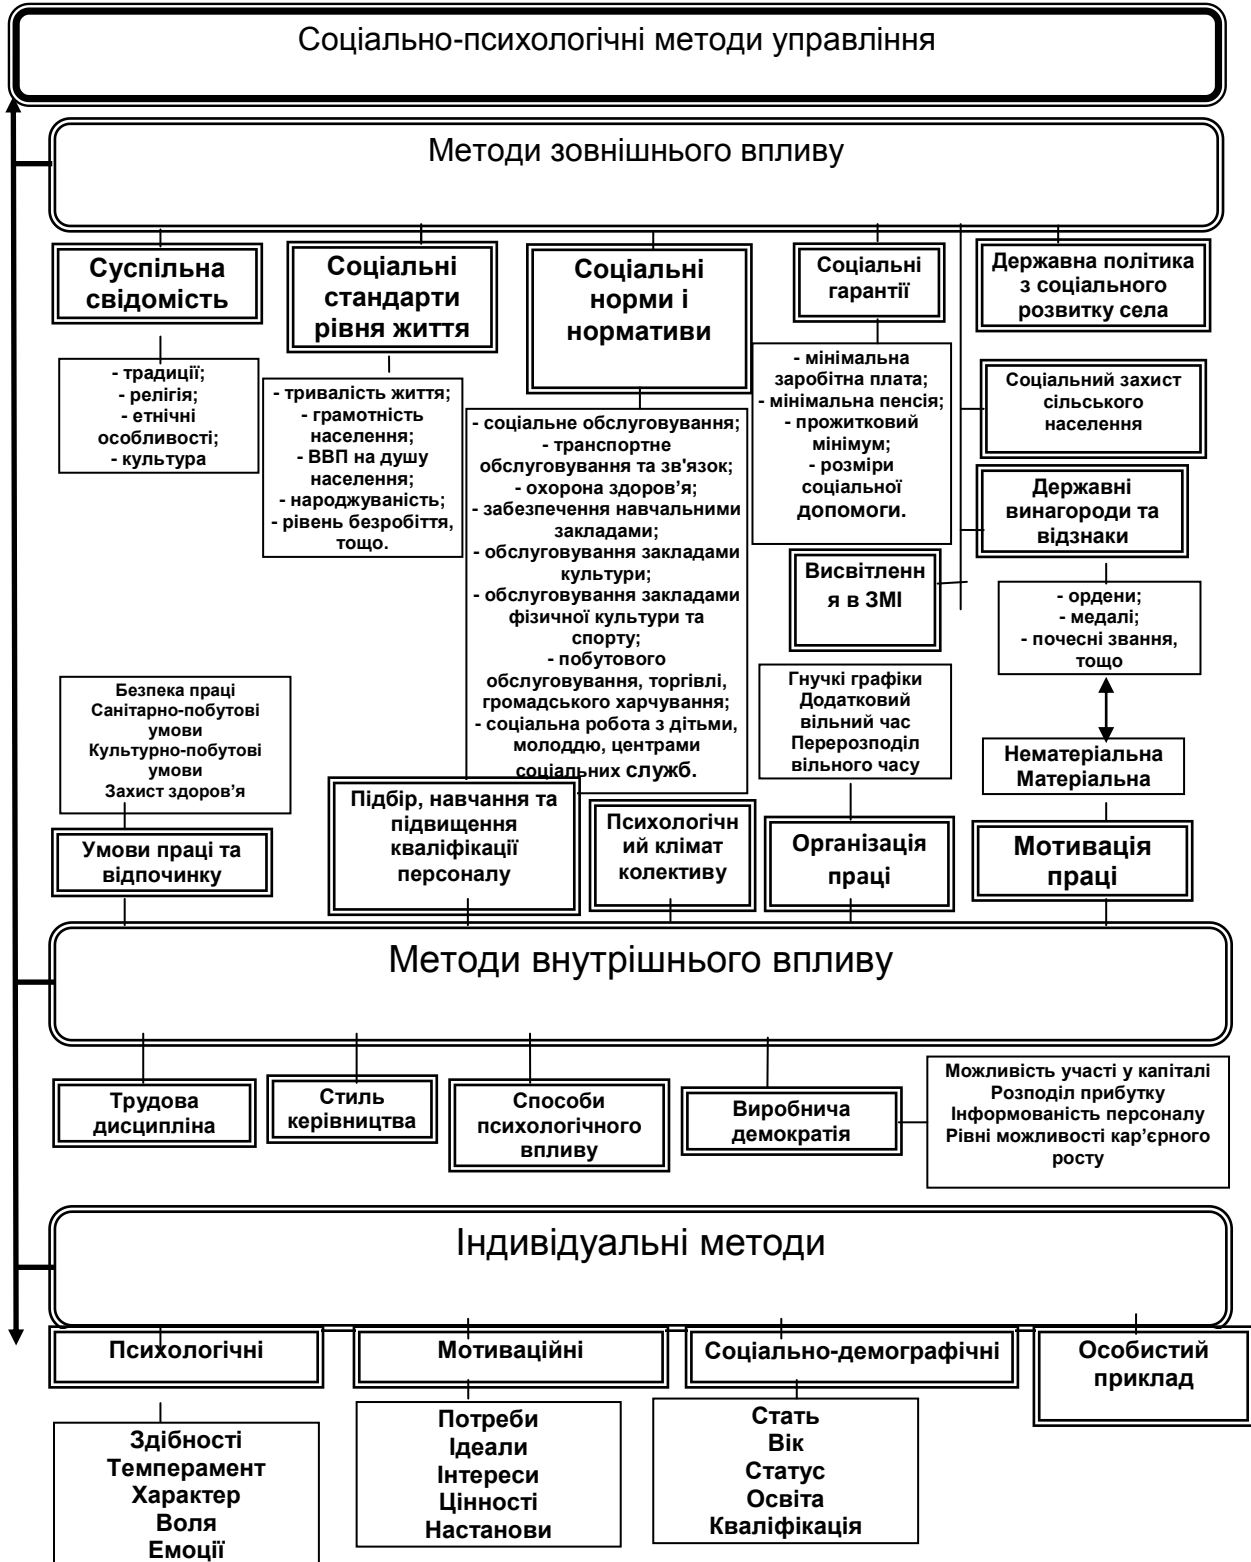 Соціально-психологічні методи управління
Методи зовнішнього впливу
Суспільна
свідомість
- традиції;
- релігія;
- етнічні
особливості;
- культура
Соціальні
стандарти
рівня життя
- тривалість життя;
- грамотність
населення;
- ВВП на душу
населення;
- народжуваність;
- рівень безробіття,
тощо.
Соціальні
норми і
нормативи
- соціальне обслуговування;
- транспортне
обслуговування та зв'язок;
- охорона здоров’я;
- забезпечення навчальними
закладами;
- обслуговування закладами
культури;
- обслуговування закладами
фізичної культури та
спорту;
- побутового
обслуговування, торгівлі,
громадського харчування;
- соціальна робота з дітьми,
молоддю, центрами
соціальних служб.
Соціальні
гарантії
- мінімальна
заробітна плата;
- мінімальна пенсія;
- прожитковий
мінімум;
- розміри
соціальної
допомоги.
Висвітленн
я в ЗМІ
Державна політика
з соціального
розвитку села
Соціальний захист
сільського
населення
Державні
винагороди та
відзнаки
- ордени;
- медалі;
- почесні звання,
тощо
Безпека праці
Санітарно-побутові
умови
Культурно-побутові
умови
Захист здоров’я
Умови праці та
відпочинку
Підбір, навчання та
підвищення
кваліфікації
персоналу
Психологічн
ий клімат
колективу
Гнучкі графіки
Додатковий
вільний час
Перерозподіл
вільного часу
Організація
праці
Нематеріальна
Матеріальна
Мотивація
праці
Методи внутрішнього впливу
Трудова
дисципліна
Стиль
керівництва
Способи
психологічного
впливу
Виробнича
демократія
Можливість участі у капіталі
Розподіл прибутку
Інформованість персоналу
Рівні можливості кар’єрного
росту
Індивідуальні методи
Психологічні
Здібності
Темперамент
Характер
Воля
Емоції
Мотиваційні
Потреби
Ідеали
Інтереси
Цінності
Настанови
Соціально-демографічні
Стать
Вік
Статус
Освіта
Кваліфікація
Особистий
приклад